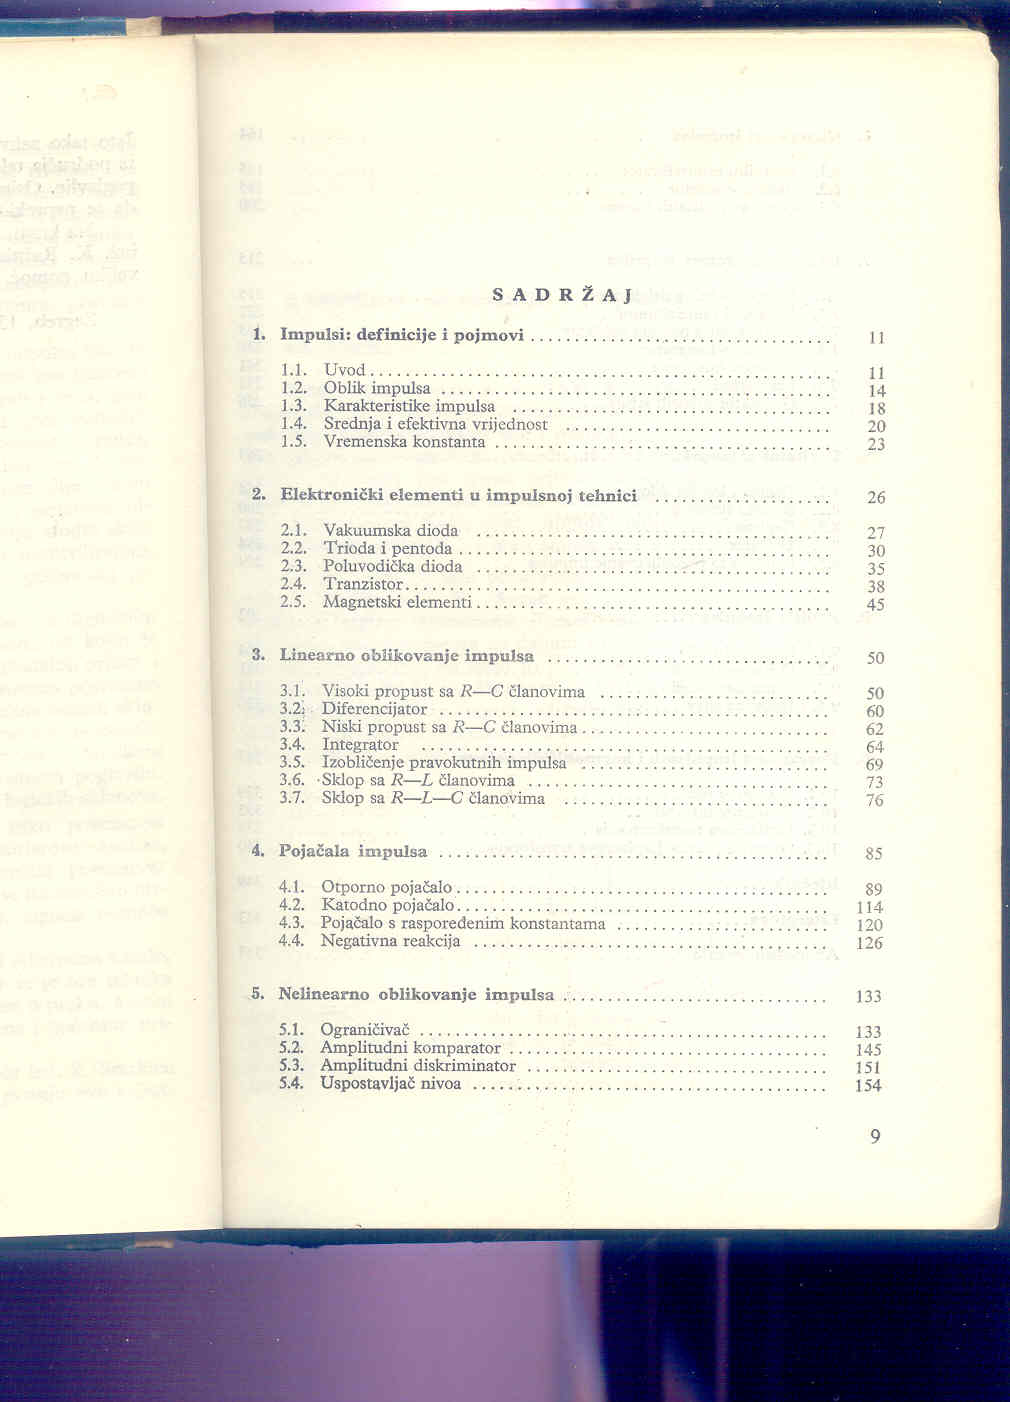 SADRŽAJ
1. Impulsi: definicije i pojmovi 11
1.1. Uvod 11
1.2. Oblik impulsa 14
1.3. Karakteristike impulsa 18
1.4. Srednja i efektivna vrijednost 20
1.5. Vremenska konstanta 23
2. Elektronički elementi u impulsnoj tehnici 26
2.1. Vakuumska dioda 27
2.2. Trioda i pentoda 30
2.3. Poluvodička dioda 35
2.4. Tranzistor 38
2.5. Magnetski elementi 45
3. Linearno oblikovanje impulsa 50
3.1. Visoki propust sa R—C članovima 50
3.2. Diferencijator 60
3.3. Niski propust sa R—C članovima 62
3.4. Integrator 64
3.5. Izobličenje pravokutnih impulsa 69
3.6. Sklop sa R—L članovima 73
3.7. Sklop sa R—L—C članovima 76
4. Pojačala impulsa 85
4.1. Otporno pojačalo 89
4.2. Katodno pojačalo 114
4.3. Pojačalo s raspoređenim konstantama 120
4.4. Negativna reakcija 126
5. Nelinearno oblikovanje impulsa 133
5.1. Ograničivač 133
5.2. Amplitudni komparator 145
5.3. Amplitudni diskriminator 151
5.4. Uspostavljač nivoa 154
9